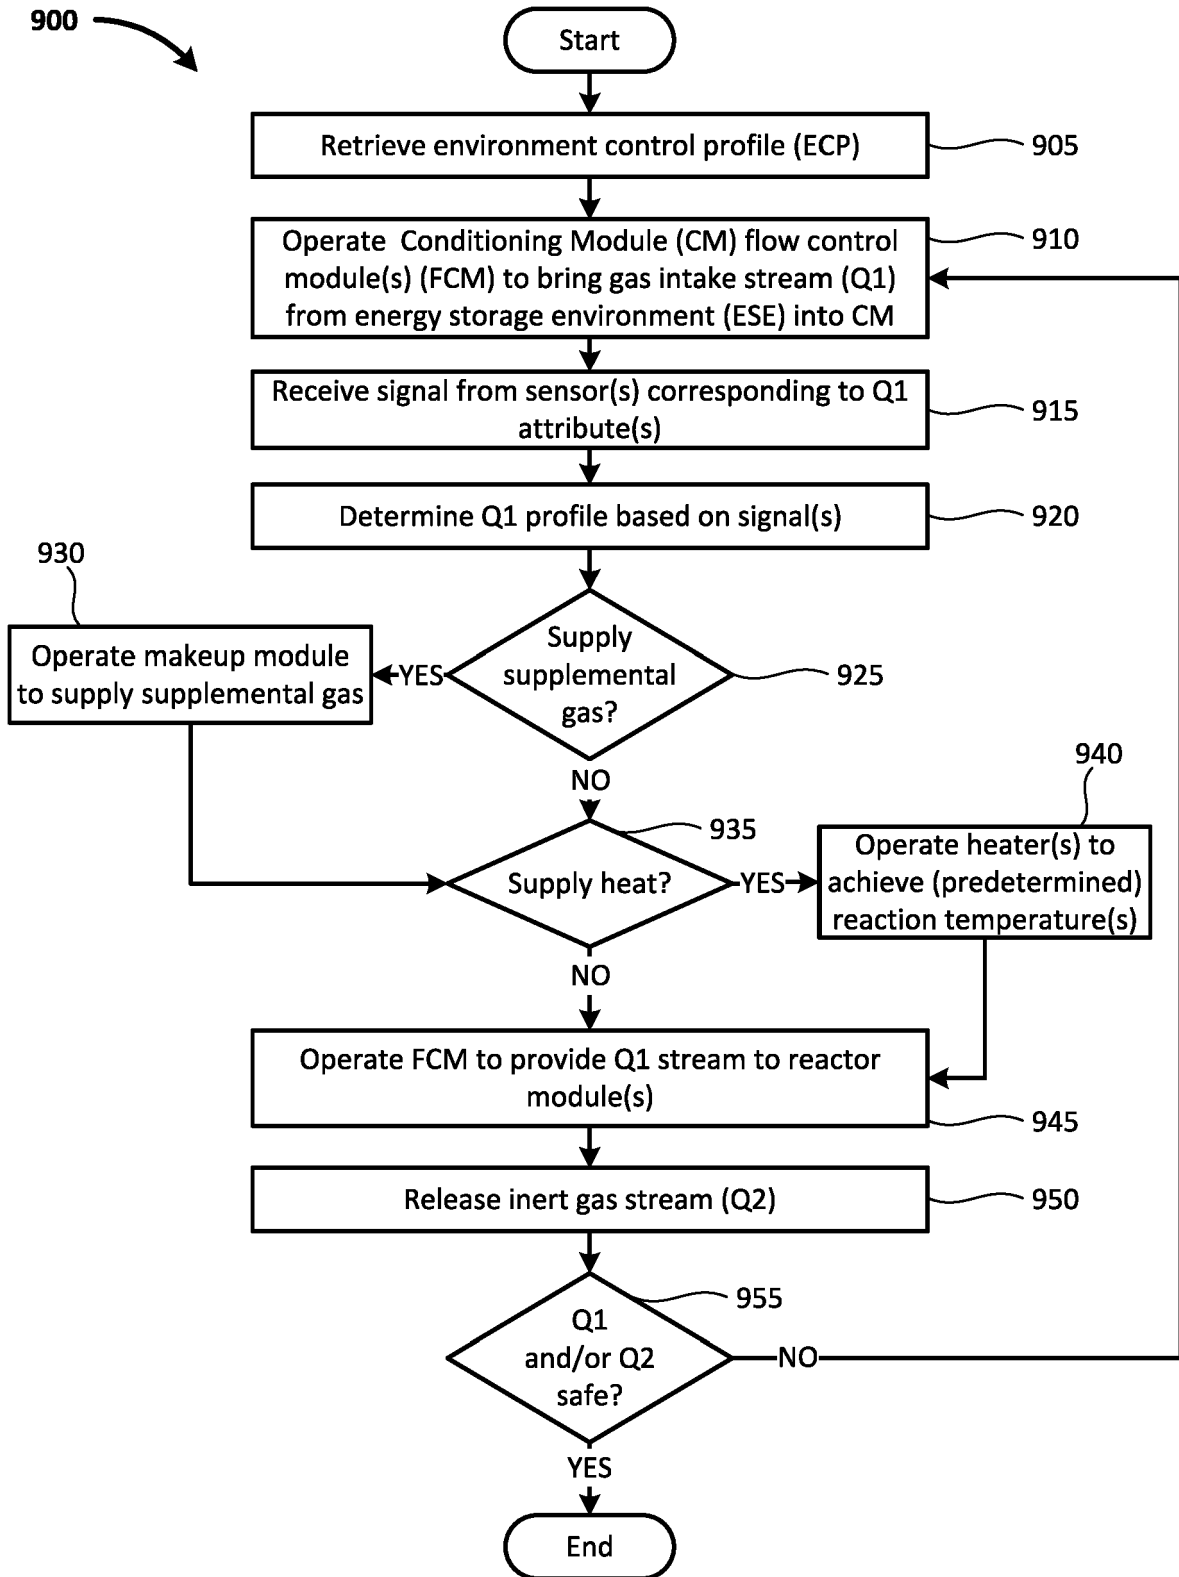 900
Start
Retrieve environment control profile (ECP)
905
Operate Conditioning Module (CM) flow control
module(s) (FCM) to bring gas intake stream (Q1)
from energy storage environment (ESE) into CM
910
Receive signal from sensor(s) corresponding to Q1
attribute(s)
915
Determine Q1 profile based on signal(s)
920
930
Operate makeup module
to supply supplemental gas
YES
Supply
supplemental
gas?
925
NO
935
940
Supply heat?
YES
Operate heater(s) to
achieve (predetermined)
reaction temperature(s)
NO
Operate FCM to provide Q1 stream to reactor
module(s)
945
Release inert gas stream (Q2)
950
955
Q1
and/or Q2
safe?
NO
YES
End